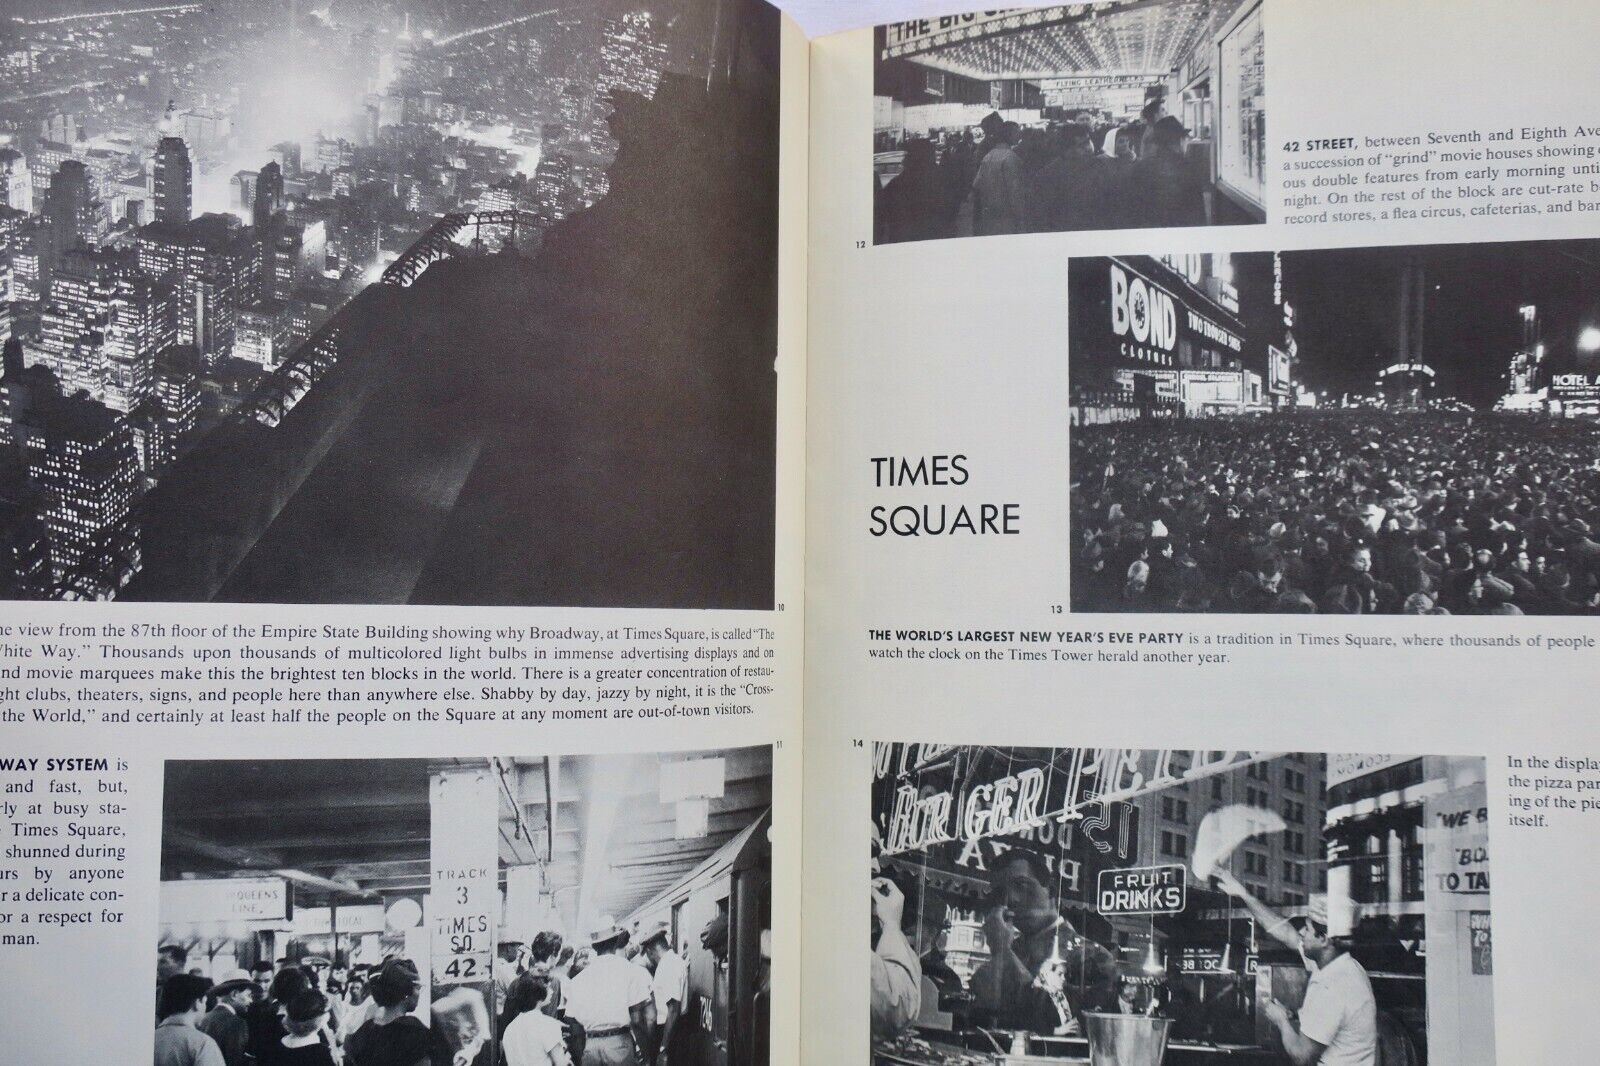 10
he view from the 87th floor of the Empire State Building showing why Broadway, at Times Square, is called "The
White Way." Thousands upon thousands of multicolored light bulbs in immense advertising displays and on
nd movie marquees make this the brightest ten blocks in the world. There is a greater concentration of restau-
ght clubs, theaters, signs, and people here than anywhere else. Shabby by day, jazzy by night, it is the "Cross-
the World," and certainly at least half the people on the Square at any moment are out-of-town visitors.
WAY SYSTEM is
and fast, but,
rly at busy sta-
Times Square,
shunned during
urs by anyone
r a delicate con-
or a respect for
man.
11
QUEENS
LINE
LOCAL
TRACK
3
TIMES
SQ.
42
THE BIG
FLYING LEATHERNECKS
12
42 STREET, between Seventh and Eighth Ave
a succession of "grind" movie houses showing
ous double features from early morning unti
night. On the rest of the block are cut-rate b
record stores, a flea circus, cafeterias, and bar
BOND
CLOTHES
TWO TROUSER SUITS
HOTEL A
13
TIMES
SQUARE
THE WORLD'S LARGEST NEW YEAR'S EVE PARTY is a tradition in Times Square, where thousands of people
watch the clock on the Times Tower herald another year.
14
BURGER
FRUIT
DRINKS
"WE B
"BO
TO TA
In the display
the pizza par
ing of the pie
itself.